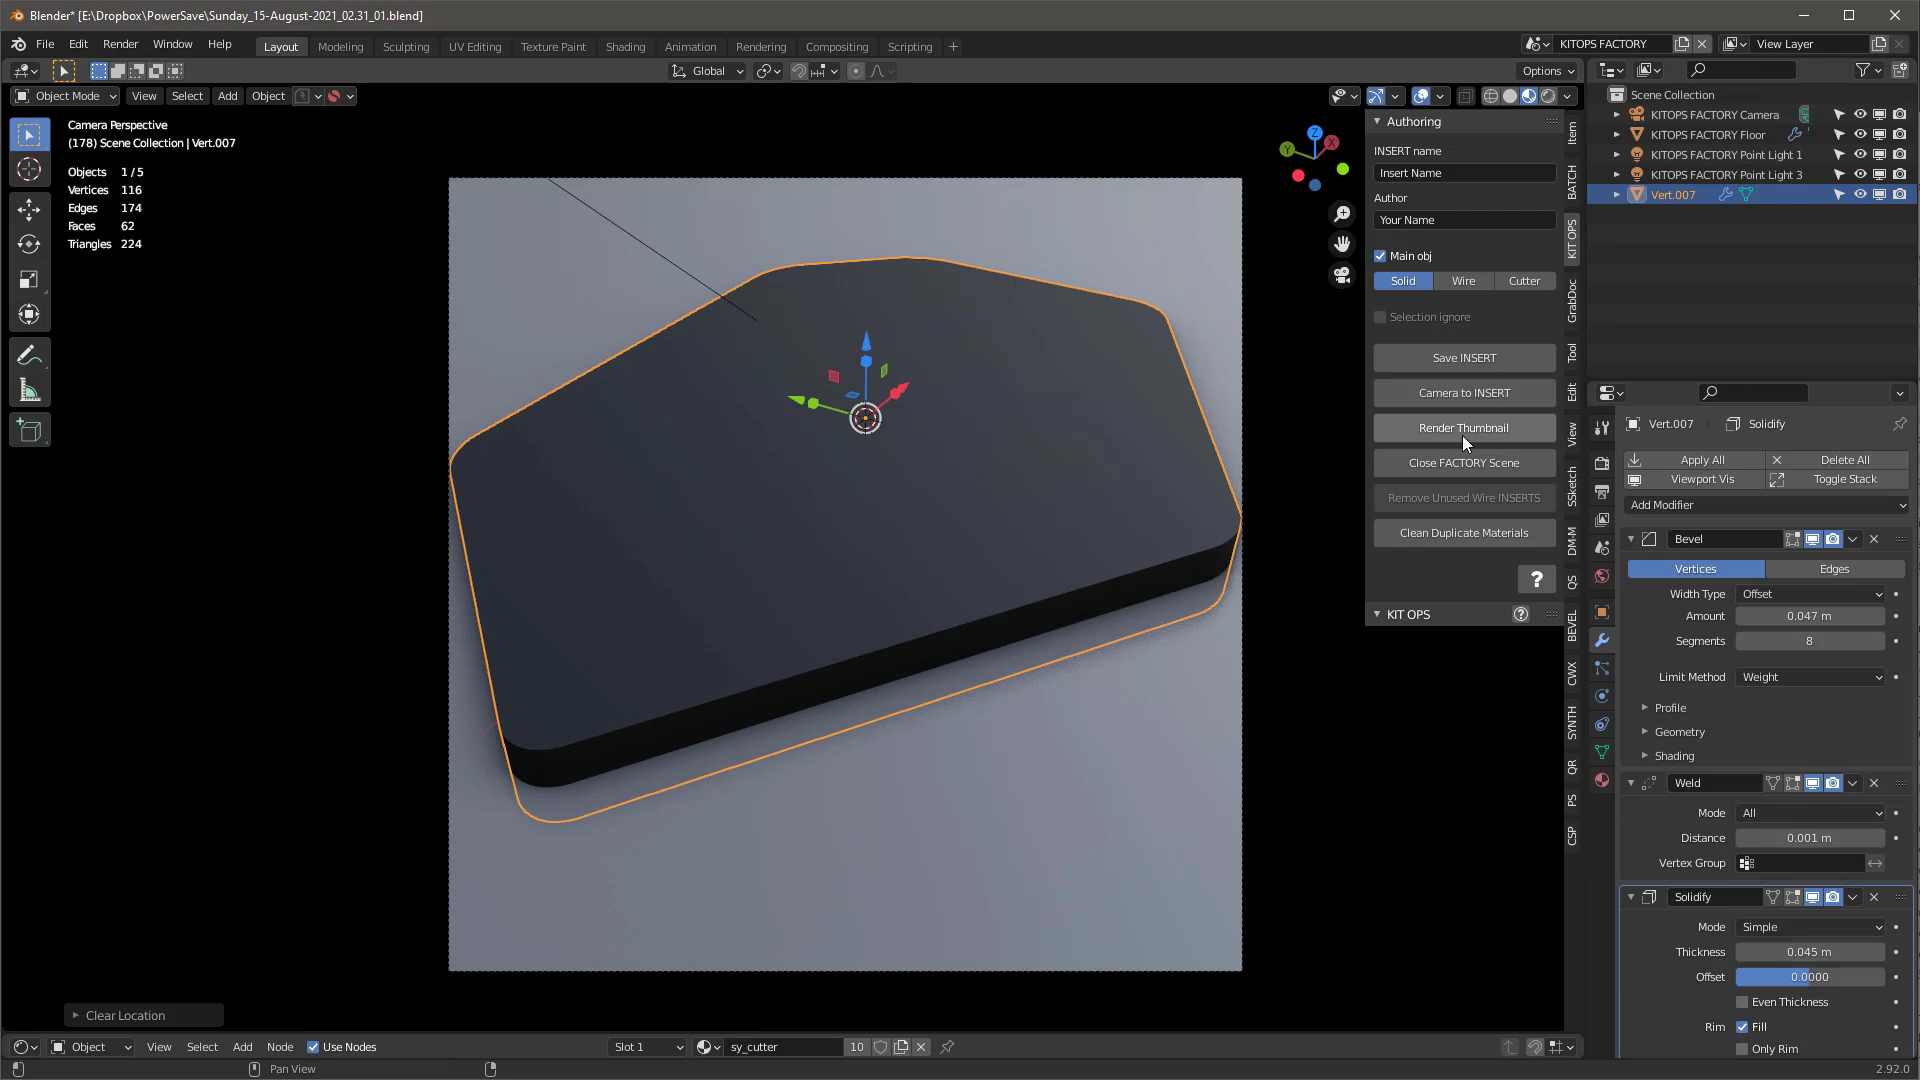 Blender* [E:\Dropbox\PowerSave\Sunday_15-August-2021_02.31_01.blend]
File Edit Render Window Help
Layout Modeling Sculpting UV Editing Texture Paint Shading Animation Rendering Compositing Scripting +
KITOPS FACTORY
View Layer
Global
Options
Object Mode View Select Add Object
Camera Perspective
(178) Scene Collection | Vert.007
Objects 1 / 5
Vertices 116
Edges 174
Faces 62
Triangles 224
Z
Y
X
Authoring
INSERT name
Insert Name
Author
Your Name
Main obj
Solid Wire Cutter
Selection ignore
Save INSERT
Camera to INSERT
Render Thumbnail
Close FACTORY Scene
Remove Unused Wire INSERTS
Clean Duplicate Materials
?
KIT OPS
Item
BATCH
KIT OPS
GrabDoc
Tool
Edit
View
SSketch
DM-M
QS
BEVEL
CWX
SYNTH
QR
PS
CSP
Scene Collection
KITOPS FACTORY Camera
KITOPS FACTORY Floor
KITOPS FACTORY Point Light 1
KITOPS FACTORY Point Light 3
Vert.007
Vert.007 Solidify
Apply All Delete All
Viewport Vis Toggle Stack
Add Modifier
Bevel
Vertices Edges
Width Type Offset
Amount 0.047 m
Segments 8
Limit Method Weight
Profile
Geometry
Shading
Weld
Mode All
Distance 0.001 m
Vertex Group
Solidify
Mode Simple
Thickness 0.045 m
Offset 0.0000
Even Thickness
Rim Fill
Only Rim
Clear Location
Object View Select Add Node Use Nodes
Slot 1
sy_cutter 10
Pan View
2.92.0